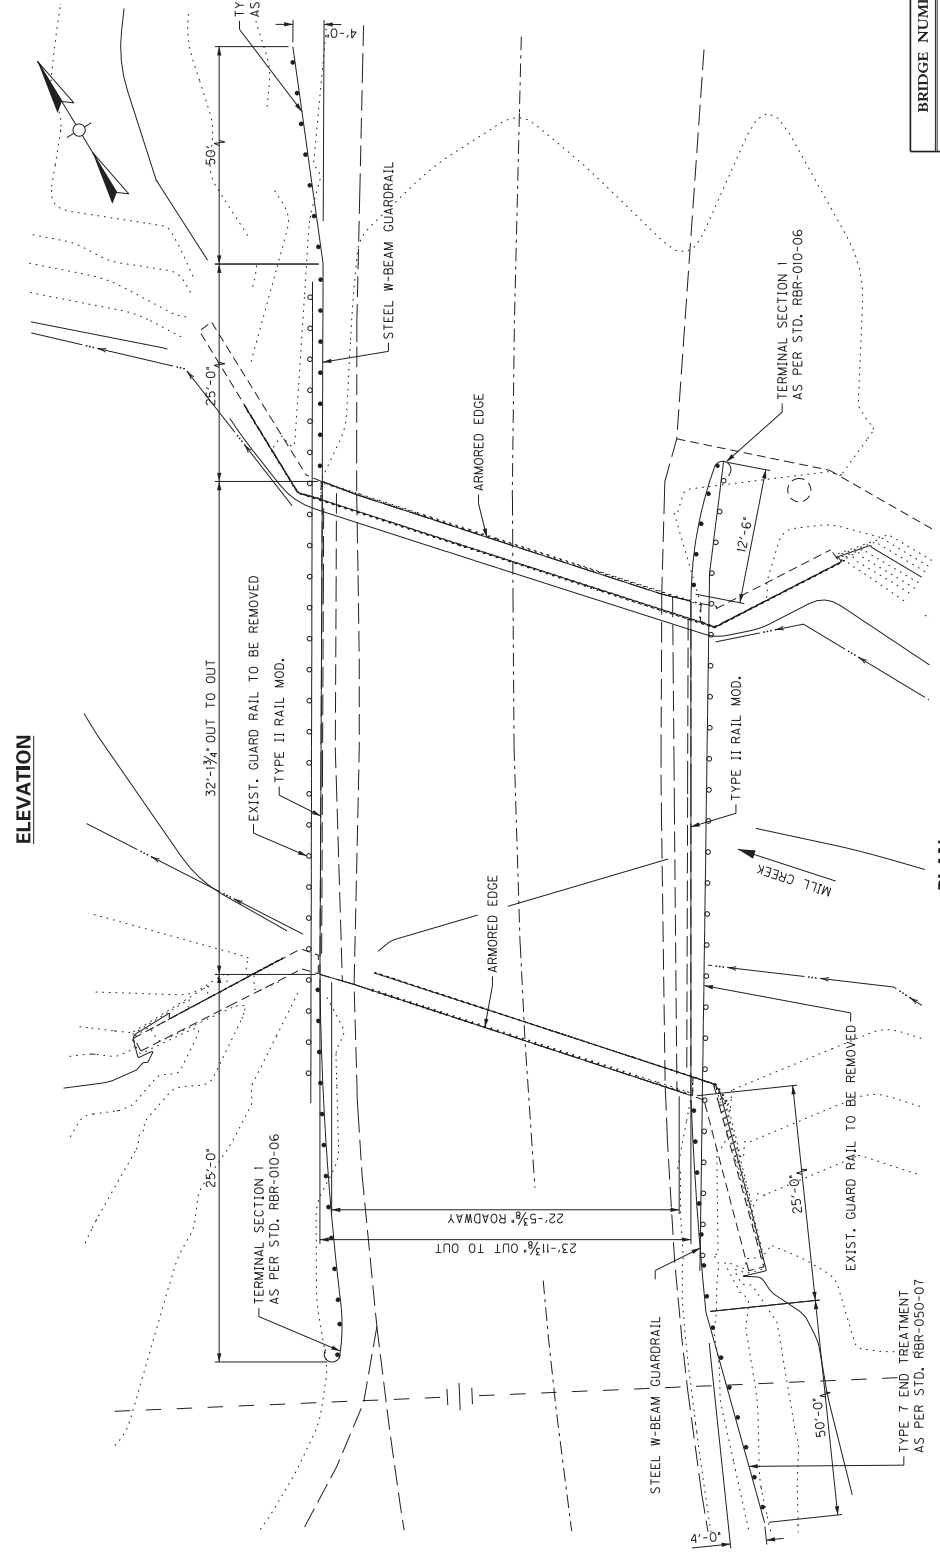 ELEVATION
BRIDGE NUM
TY
AS
4'-0"
50'
25'-0"
32'-1¾" OUT TO OUT
25'-0"
STEEL W-BEAM GUARDRAIL
ARMORED EDGE
TERMINAL SECTION 1
AS PER STD. RBR-010-06
12'-6"
EXIST. GUARD RAIL TO BE REMOVED
TYPE II RAIL MOD.
TYPE II RAIL MOD.
MILL CREEK
ARMORED EDGE
TERMINAL SECTION 1
AS PER STD. RBR-010-06
22'-5⅜" ROADWAY
23'-11⅜" OUT TO OUT
EXIST. GUARD RAIL TO BE REMOVED
25'-0"
STEEL W-BEAM GUARDRAIL
50'-0"
TYPE 7 END TREATMENT
AS PER STD. RBR-050-07
4'-0"